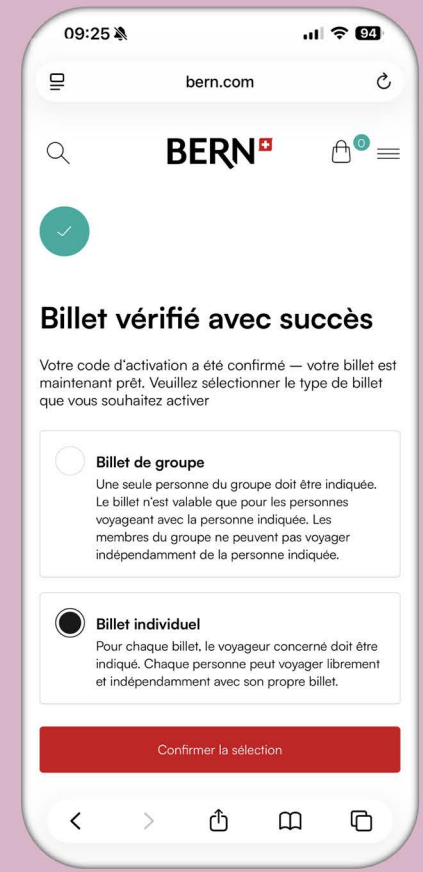 09:25
94
bern.com
BERN
0
Billet vérifié avec succès
Votre code d'activation a été confirmé — votre billet est
maintenant prêt. Veuillez sélectionner le type de billet
que vous souhaitez activer
Billet de groupe
Une seule personne du groupe doit être indiquée.
Le billet n'est valable que pour les personnes
voyageant avec la personne indiquée. Les
membres du groupe ne peuvent pas voyager
indépendamment de la personne indiquée.
Billet individuel
Pour chaque billet, le voyageur concerné doit être
indiqué. Chaque personne peut voyager librement
et indépendamment avec son propre billet.
Confirmer la sélection